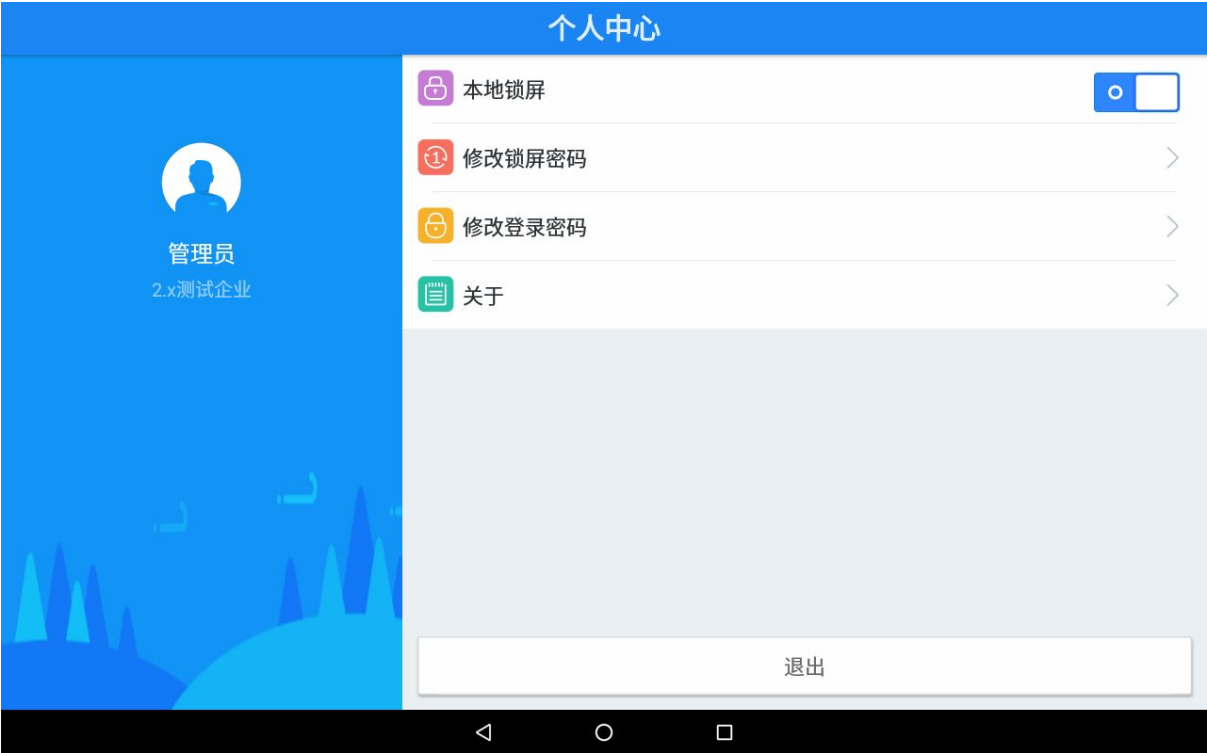 个人中心
管理员
2.x测试企业
本地锁屏
修改锁屏密码
修改登录密码
关于
退出